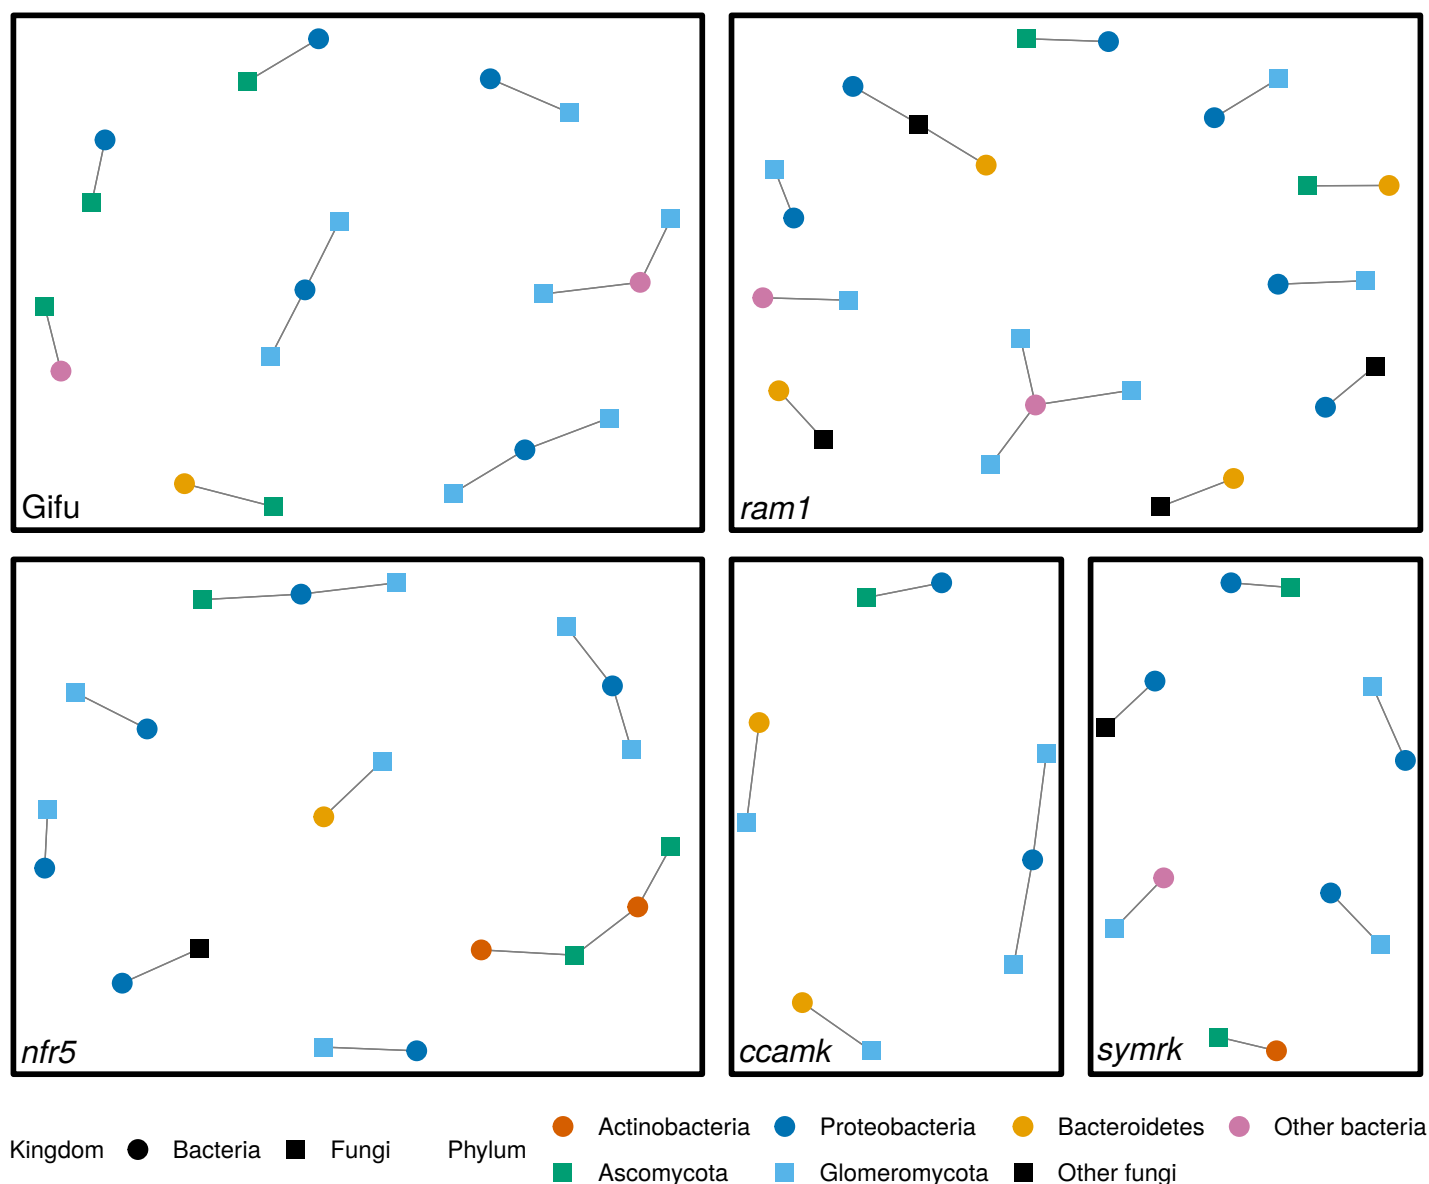 Gifu
ram1
nfr5
ccamk
symrk
Kingdom Bacteria Fungi Phylum
Actinobacteria Proteobacteria Bacteroidetes Other bacteria
Ascomycota Glomeromycota Other fungi